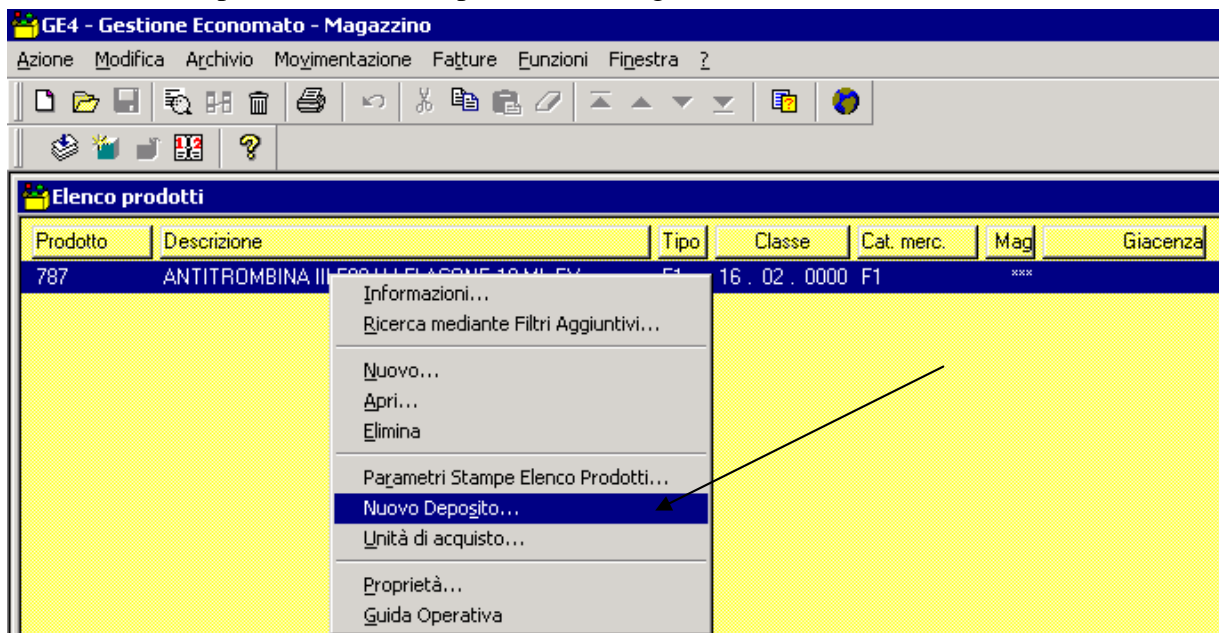 GE4 - Gestione Economato - Magazzino
Azione Modifica Archivio Movimentazione Fatture Funzioni Finestra ?
Elenco prodotti
Prodotto Descrizione Tipo Classe Cat. merc. Mag Giacenza
787 ANTITROMBINA III 16 . 02 . 0000 F1 ***
Informazioni...
Ricerca mediante Filtri Aggiuntivi...
Nuovo...
Apri...
Elimina
Parametri Stampe Elenco Prodotti...
Nuovo Deposito...
Unità di acquisto...
Proprietà...
Guida Operativa